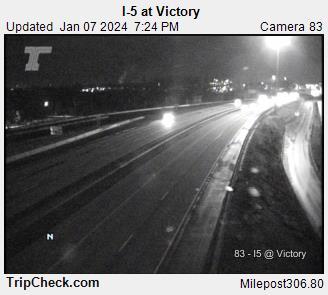 I-5 at Victory
Updated Jan 07 2024 7:24 PM Camera 83
T
N
83 - I5 @ Victory
TripCheck.com Milepost306.80